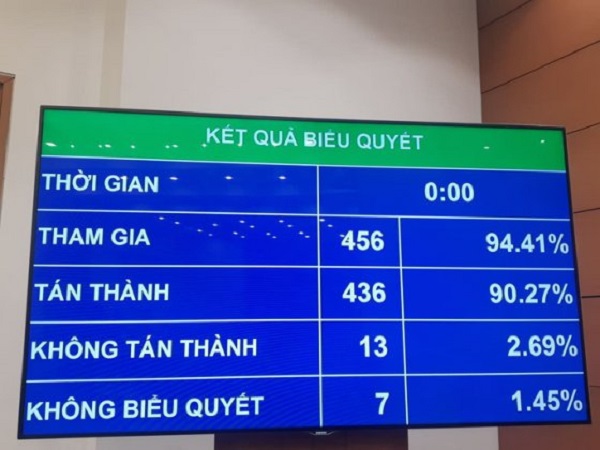 KẾT QUẢ BIỂU QUYẾT
THỜI GIAN 0:00
THAM GIA 456 94.41%
TÁN THÀNH 436 90.27%
KHÔNG TÁN THÀNH 13 2.69%
KHÔNG BIỂU QUYẾT 7 1.45%